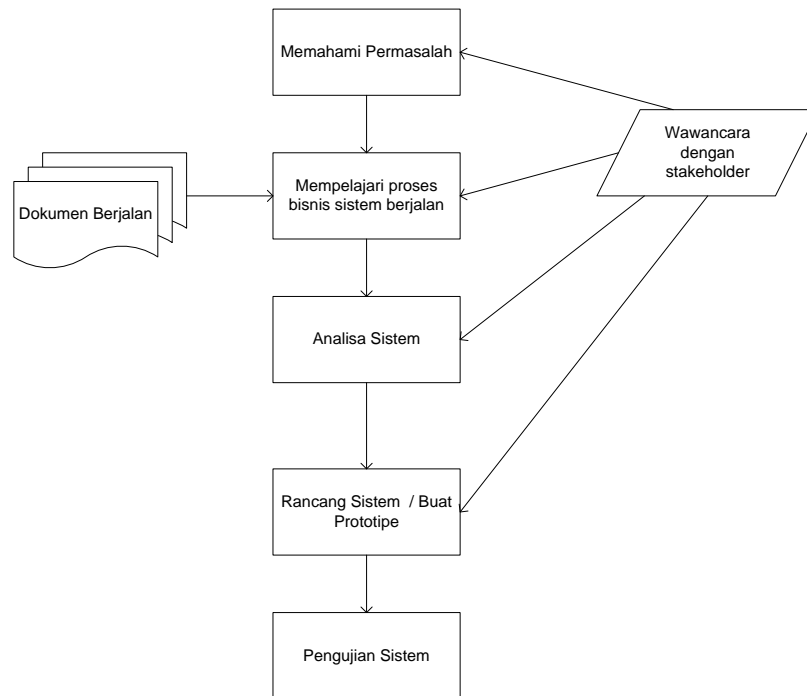 Memahami Permasalah
Wawancara
dengan
stakeholder
Mempelajari proses
bisnis sistem berjalan
Dokumen Berjalan
Analisa Sistem
Rancang Sistem / Buat
Prototipe
Pengujian Sistem